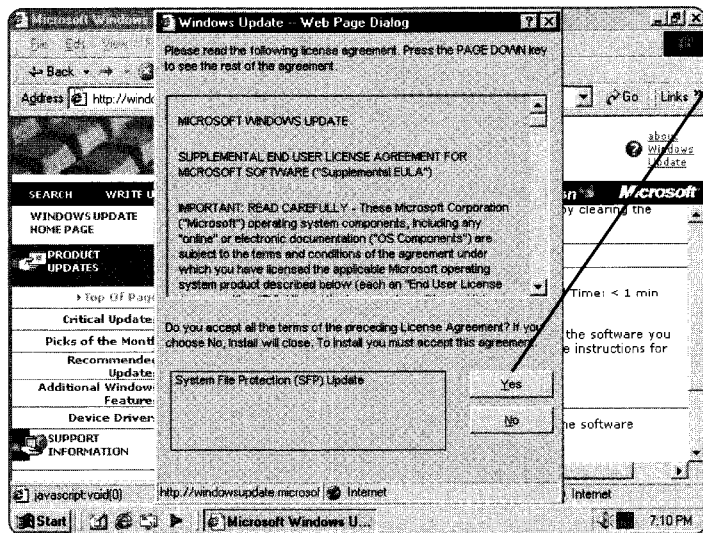 Microsoft Windows
Windows Update -- Web Page Dialog
File Edit View
Back
Address http://windo
Go Links »
Please read the following license agreement. Press the PAGE DOWN key
to see the rest of the agreement.
MICROSOFT WINDOWS UPDATE
SUPPLEMENTAL END USER LICENSE AGREEMENT FOR
MICROSOFT SOFTWARE ("Supplemental EULA")
IMPORTANT: READ CAREFULLY - These Microsoft Corporation
("Microsoft") operating system components, including any
"online" or electronic documentation ("OS Components") are
subject to the terms and conditions of the agreement under
which you have licensed the applicable Microsoft operating
system product described below (each an "End User License
Do you accept all the terms of the preceding License Agreement? If you
choose No, Install will close. To install you must accept this agreement.
System File Protection (SFP) Update
Yes
No
http://windowsupdate.microsof Internet
about
Windows
Update
SEARCH WRITE U
Microsoft
WINDOWS UPDATE
HOME PAGE
PRODUCT
UPDATES
Top Of Page
Critical Update
Picks of the Mont
Recommende
Update
Additional Window
Feature
Device Driver
SUPPORT
INFORMATION
by clearing the
Time: < 1 min
the software you
e instructions for
he software
javascript:void(0)
Internet
Start
Microsoft Windows U...
7:10 PM